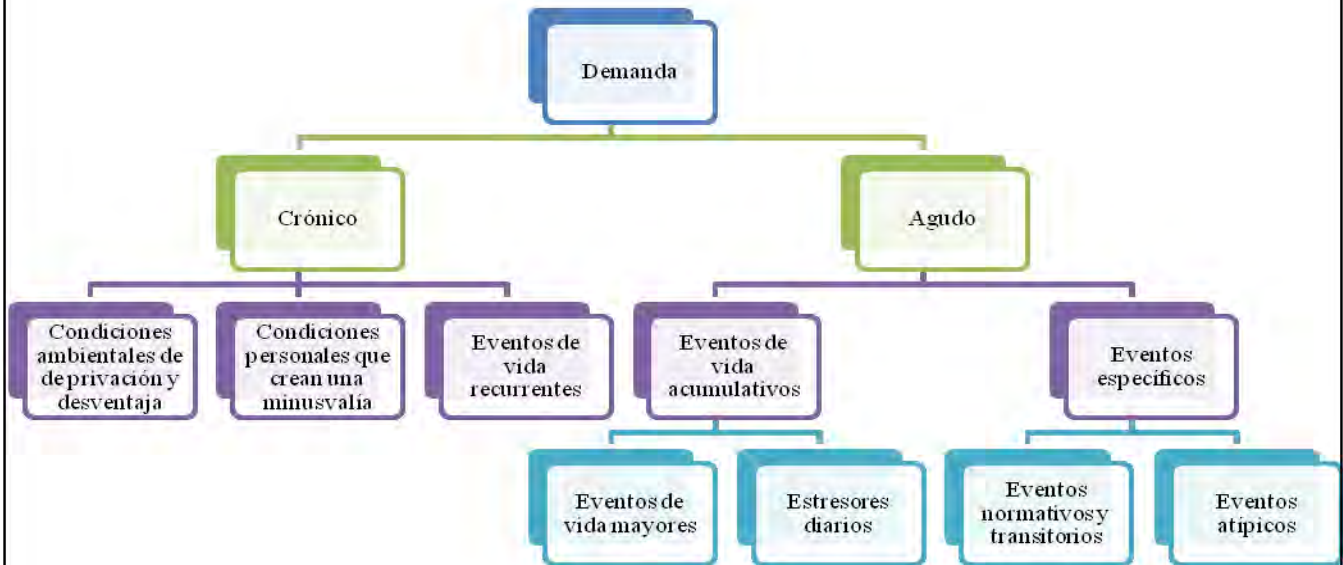 Demanda
Crónico
Agudo
Condiciones
ambientales de
deprivación y
desventaja
Condiciones
personales que
crean una
minusvalía
Eventos de
vida
recurrentes
Eventos de
vida
acumulativos
Eventos
específicos
Eventos de
vida mayores
Estresores
diarios
Eventos
normativos y
transitorios
Eventos
atípicos